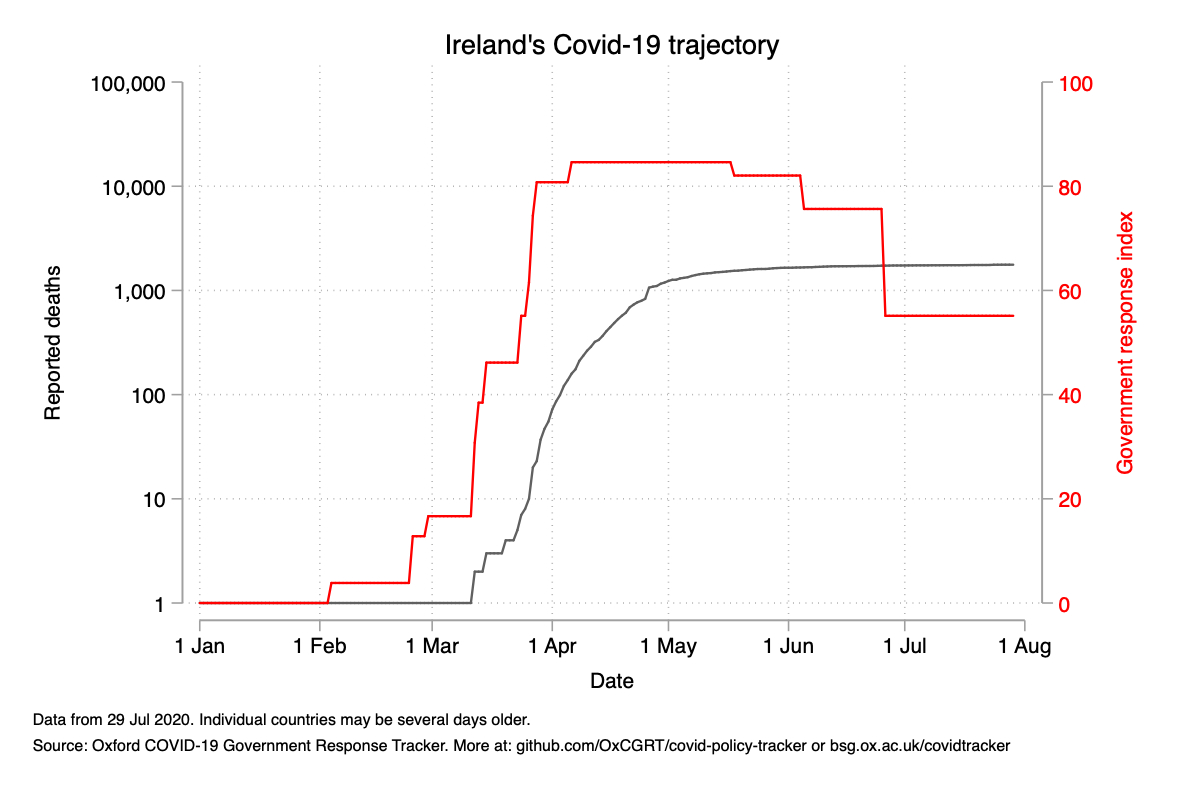 Ireland's Covid-19 trajectory
100,000
10,000
1,000
100
10
1
Reported deaths
100
80
60
40
20
0
Government response index
1 Jan 1 Feb 1 Mar 1 Apr 1 May 1 Jun 1 Jul 1 Aug
Date
Data from 29 Jul 2020. Individual countries may be several days older.
Source: Oxford COVID-19 Government Response Tracker. More at: github.com/OxCGRT/covid-policy-tracker or bsg.ox.ac.uk/covidtracker